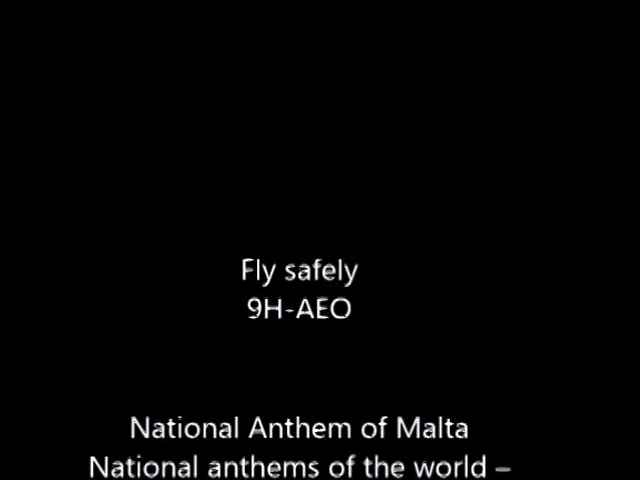 Fly safely
9H-AEO
National Anthem of Malta
National anthems of the world –